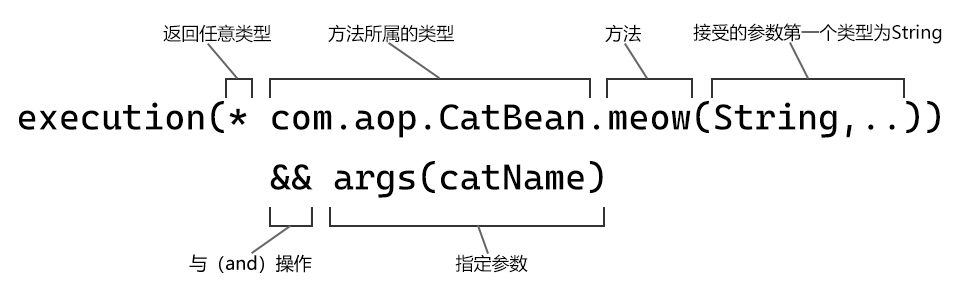 返回任意类型 方法所属的类型 方法 接受的参数第一个类型为String
execution(* com.aop.CatBean.meow(String,..))
&& args(catName)
与（and）操作 指定参数